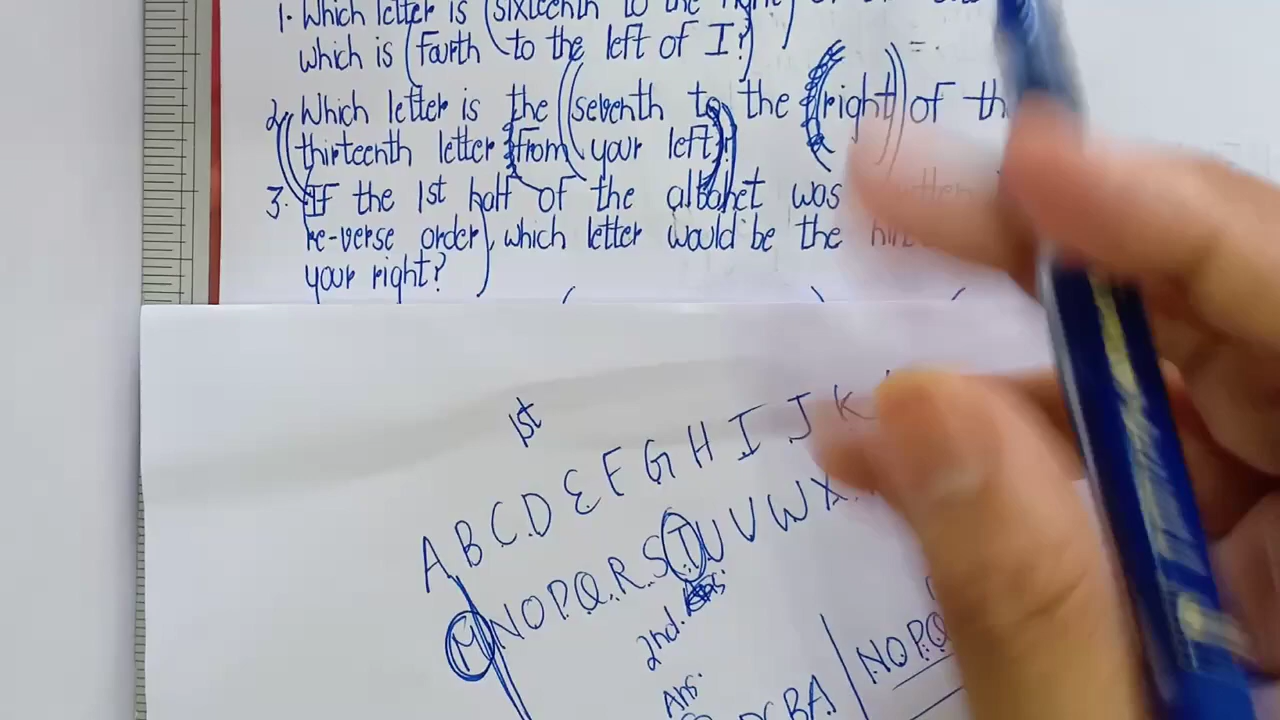 1. Which letter is (sixteenth to the right)
which is (fourth to the left of I?)
2. Which letter is the (seventh to the (right) of
thirteenth letter from your left)?
3. If the 1st half of the alfabet was
re-verse order), which letter would be the
your right?
1st
A B C D E F G H I J K
M N O P Q R S T U V W X
2nd.
Ans.
C B A | N O P Q